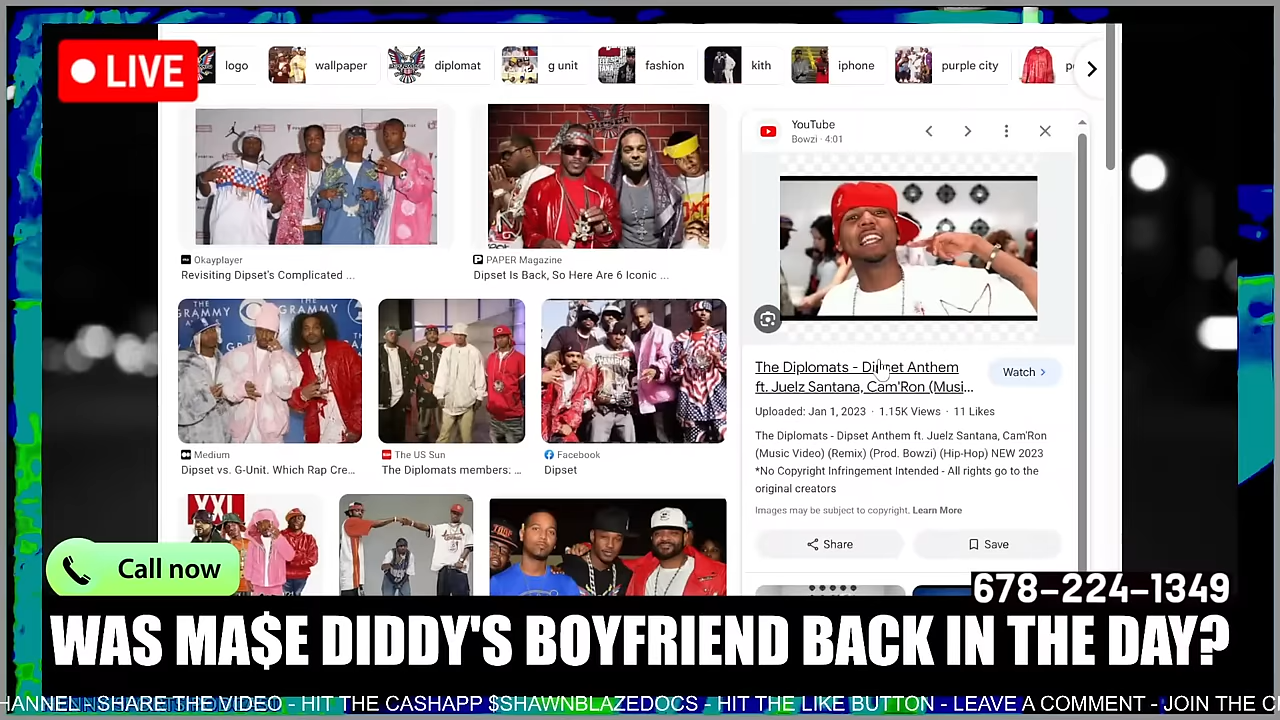 LIVE
logo
wallpaper
diplomat
g unit
fashion
kith
iphone
purple city
YouTube
Bowzi · 4:01
Okayplayer
Revisiting Dipset's Complicated ...
PAPER Magazine
Dipset Is Back, So Here Are 6 Iconic ...
THE GRAMMY
GRAMMY
The Diplomats - Dipset Anthem
ft. Juelz Santana, Cam'Ron (Musi...
Watch
Uploaded: Jan 1, 2023 · 1.15K Views · 11 Likes
The Diplomats - Dipset Anthem ft. Juelz Santana, Cam'Ron
(Music Video) (Remix) (Prod. Bowzi) (Hip-Hop) NEW 2023
*No Copyright Infringement Intended - All rights go to the
original creators
Images may be subject to copyright. Learn More
Share
Save
Medium
Dipset vs. G-Unit. Which Rap Cre...
The US Sun
The Diplomats members: ...
Facebook
Dipset
XXL
Call now
678-224-1349
WAS MA$E DIDDY'S BOYFRIEND BACK IN THE DAY?
HANNEL - SHARE THE VIDEO - HIT THE CASHAPP $SHAWNBLAZEDOCS - HIT THE LIKE BUTTON - LEAVE A COMMENT - JOIN THE C